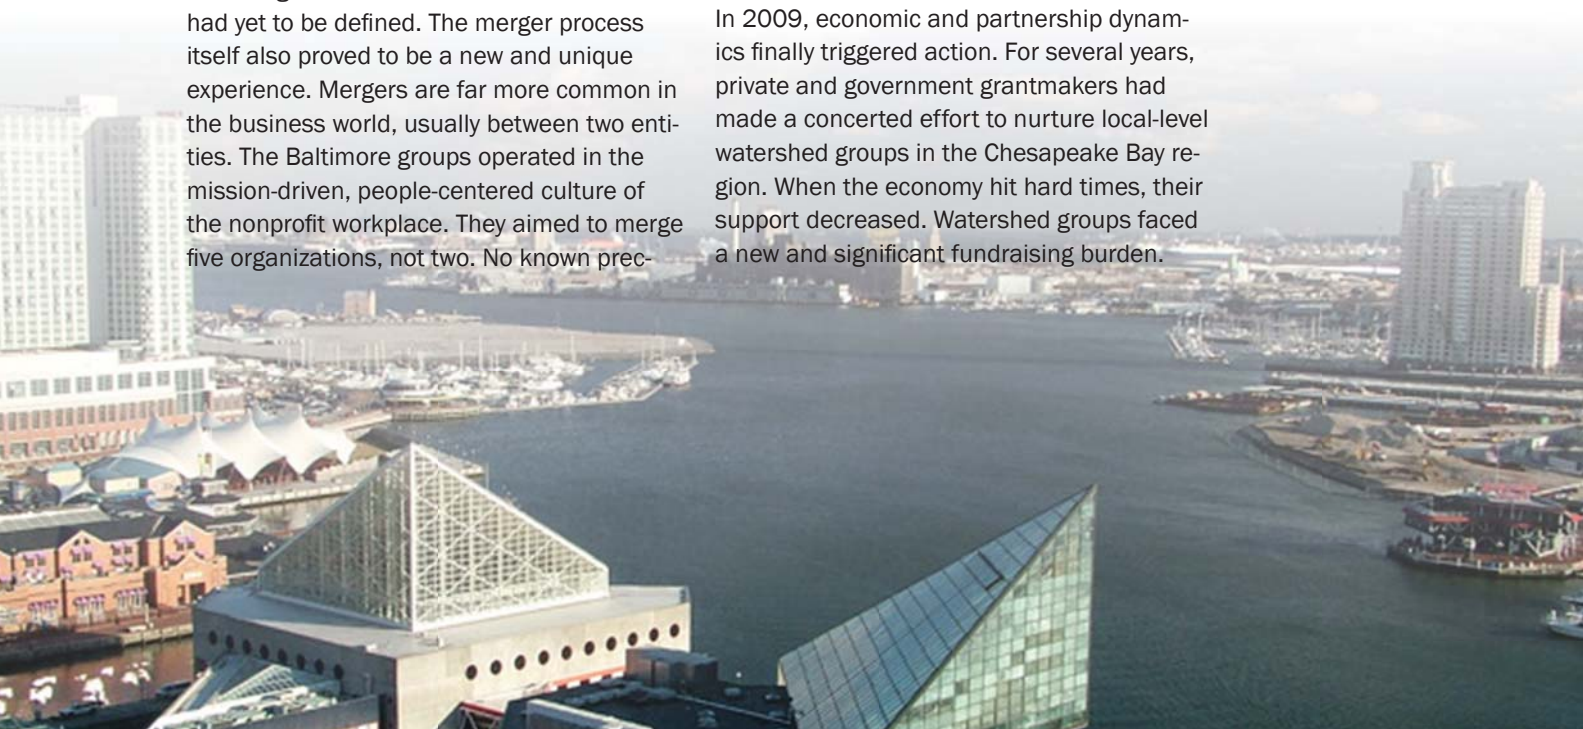 had yet to be defined. The merger process
itself also proved to be a new and unique
experience. Mergers are far more common in
the business world, usually between two enti-
ties. The Baltimore groups operated in the
mission-driven, people-centered culture of
the nonprofit workplace. They aimed to merge
five organizations, not two. No known prec-
In 2009, economic and partnership dynam-
ics finally triggered action. For several years,
private and government grantmakers had
made a concerted effort to nurture local-level
watershed groups in the Chesapeake Bay re-
gion. When the economy hit hard times, their
support decreased. Watershed groups faced
a new and significant fundraising burden.